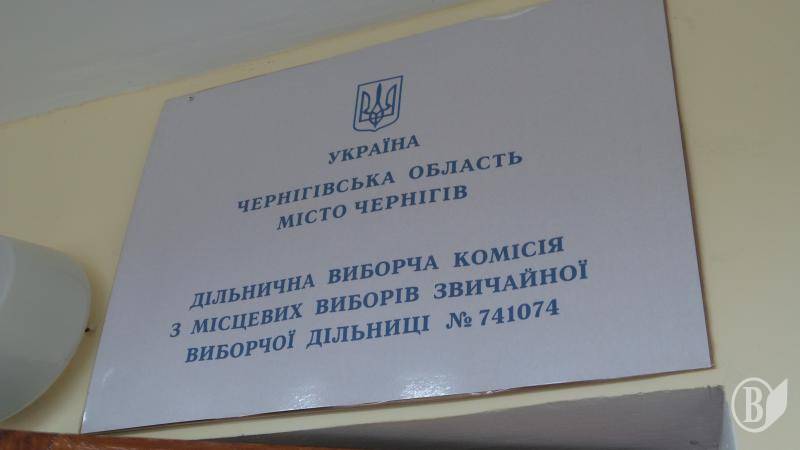 УКРАЇНА
ЧЕРНІГІВСЬКА ОБЛАСТЬ
МІСТО ЧЕРНІГІВ
ДІЛЬНИЧНА ВИБОРЧА КОМІСІЯ
З МІСЦЕВИХ ВИБОРІВ ЗВИЧАЙНОЇ
ВИБОРЧОЇ ДІЛЬНИЦІ № 741074
В